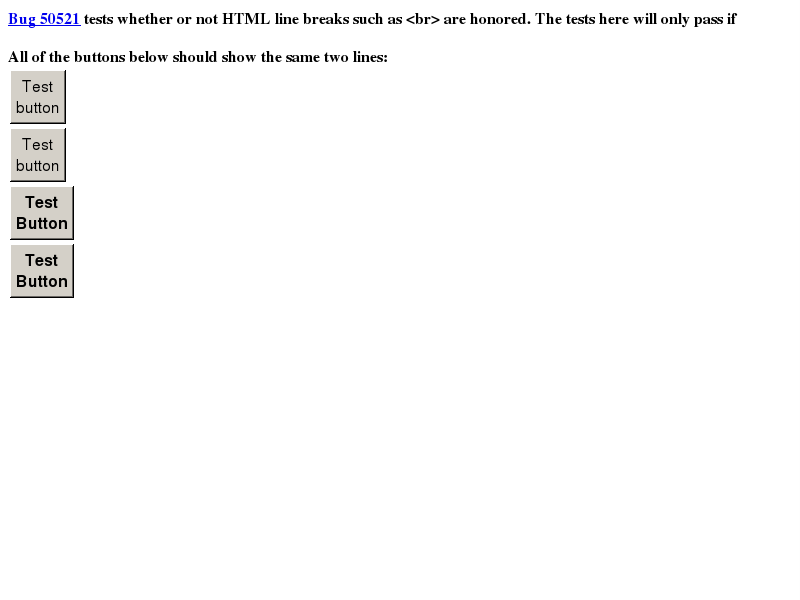 Bug 50521 tests whether or not HTML line breaks such as <br> are honored. The tests here will only pass if
All of the buttons below should show the same two lines:
Test
button
Test
button
Test
Button
Test
Button